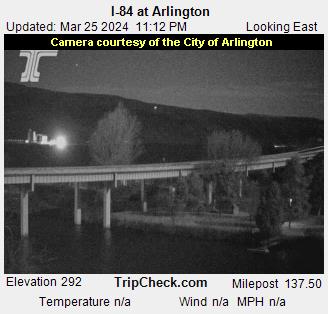 I-84 at Arlington
Updated: Mar 25 2024 11:12 PM Looking East
Camera courtesy of the City of Arlington
Elevation 292 TripCheck.com Milepost 137.50
Temperature n/a Wind n/a MPH n/a